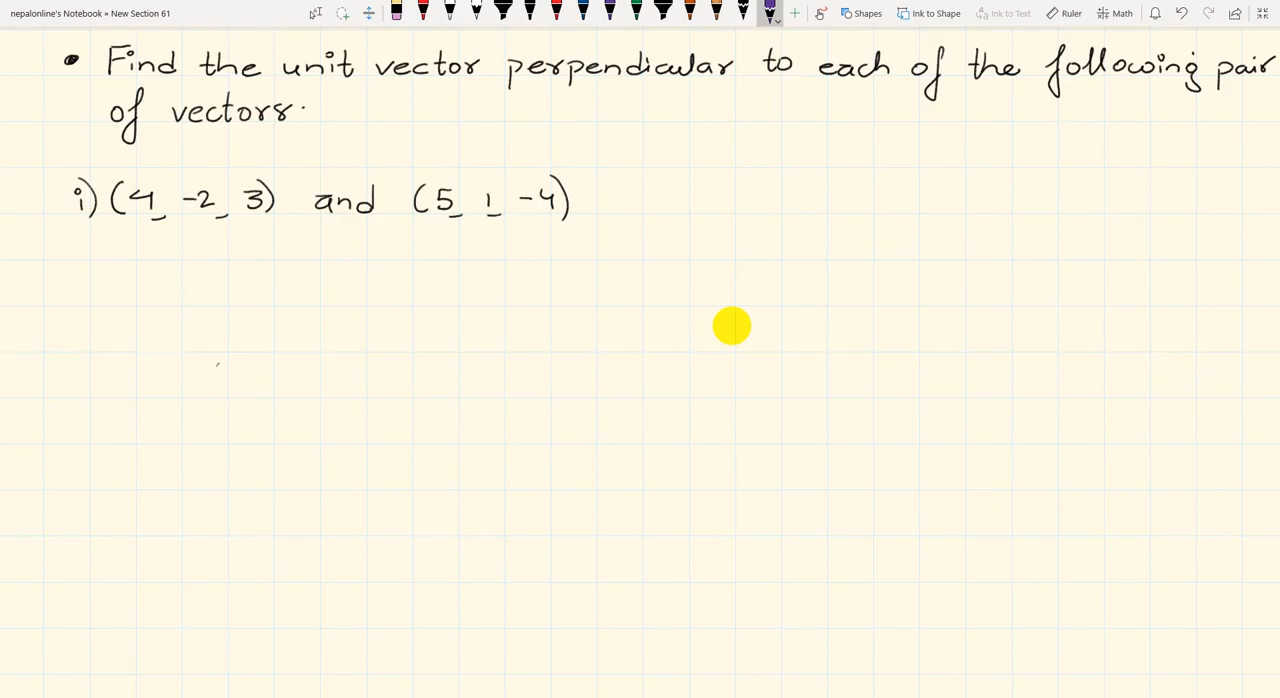 nepalonline's Notebook » New Section 61
Shapes Ink to Shape Ink to Text Ruler Math
• Find the unit vector perpendicular to each of the following pair
of vectors.
i) (4, -2, 3) and (5, 1, -4)